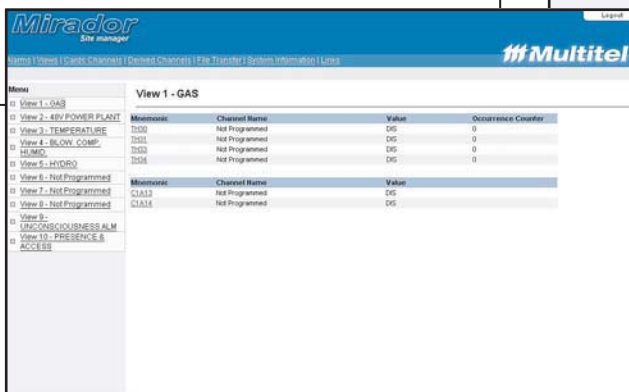 Logout
Mirador
Site manager
Multitel
Alarms | Views | Cards Channels | Derived Channels | File Transfer | System Information | Links
Menu
View 1 - GAS
View 2 - 48V POWER PLANT
View 3 - TEMPERATURE
View 4 - BLOW. COMP. HUMID.
View 5 - HYDRO
View 6 - Not Programmed
View 7 - Not Programmed
View 8 - Not Programmed
View 9 - UNCONSCIOUSNESS ALM
View 10 - PRESENCE & ACCESS
View 1 - GAS
Mnemonic Channel Name Value Occurrence Counter
TH00 Not Programmed DIS 0
TH01 Not Programmed DIS 0
TH03 Not Programmed DIS 0
TH04 Not Programmed DIS 0
Mnemonic Channel Name Value
C1A13 Not Programmed DIS
C1A14 Not Programmed DIS